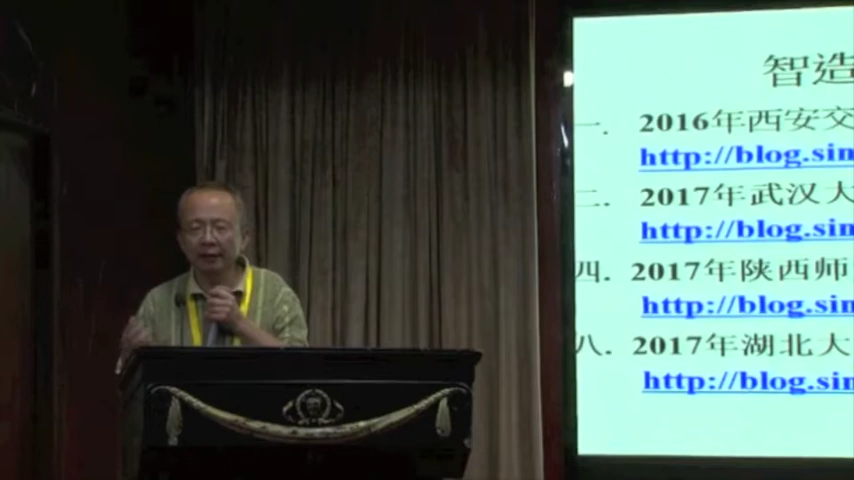 智造
一. 2016年西安交
http://blog.sin
二. 2017年武汉大
http://blog.sin
四. 2017年陕西师
http://blog.sin
八. 2017年湖北大
http://blog.sin